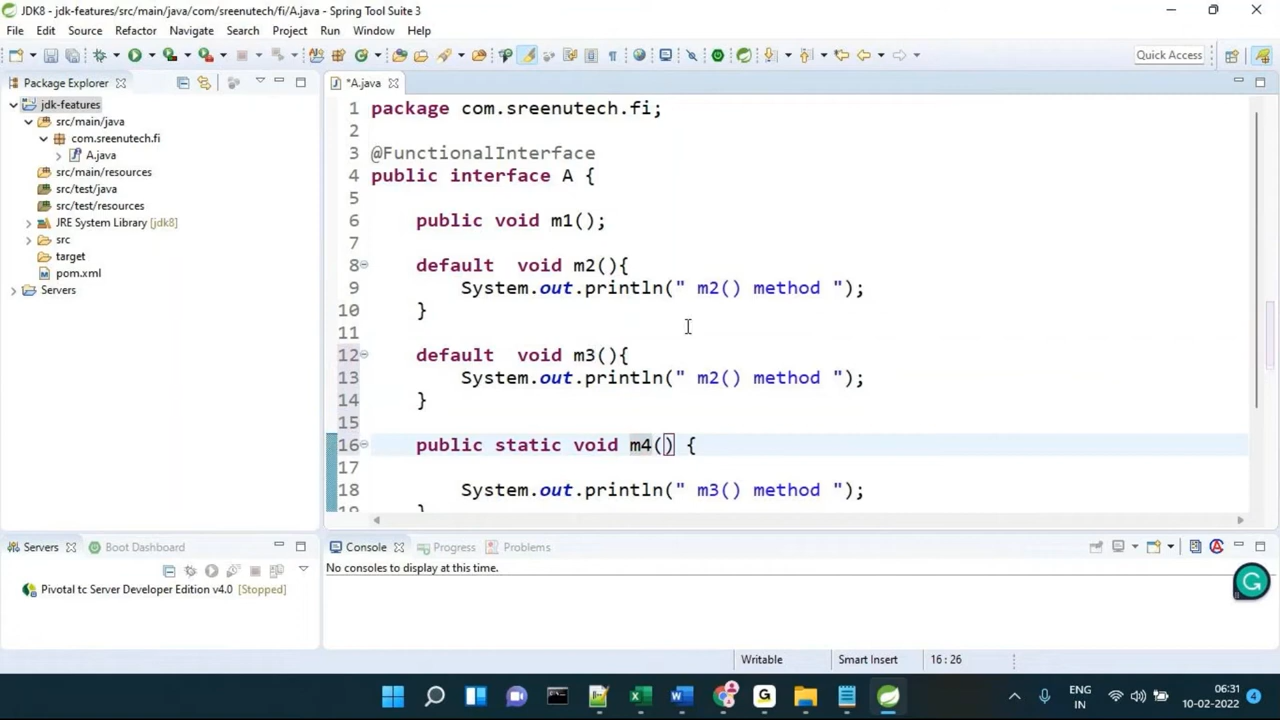 JDK8 - jdk-features/src/main/java/com/sreenutech/fi/A.java - Spring Tool Suite 3
File Edit Source Refactor Navigate Search Project Run Window Help
Quick Access
Package Explorer
*A.java
jdk-features
src/main/java
com.sreenutech.fi
A.java
src/main/resources
src/test/java
src/test/resources
JRE System Library [jdk8]
src
target
pom.xml
Servers
1 package com.sreenutech.fi;
2
3 @FunctionalInterface
4 public interface A {
5
6 public void m1();
7
8 default  void m2(){
9 System.out.println(" m2() method ");
10 }
11
12 default  void m3(){
13 System.out.println(" m2() method ");
14 }
15
16 public static void m4() {
17
18 System.out.println(" m3() method ");
19 }
Servers Boot Dashboard
Pivotal tc Server Developer Edition v4.0 [Stopped]
Console Progress Problems
No consoles to display at this time.
Writable Smart Insert 16 : 26
ENG
IN
06:31
10-02-2022
4